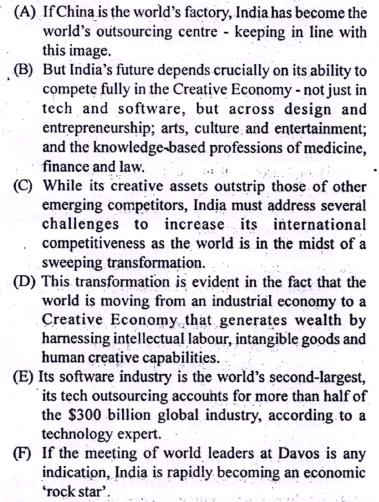 (A) If China is the world's factory, India has become the
world's outsourcing centre - keeping in line with
this image.
(B) But India's future depends crucially on its ability to
compete fully in the Creative Economy - not just in
tech and software, but across design and
entrepreneurship; arts, culture and entertainment;
and the knowledge-based professions of medicine,
finance and law.
(C) While its creative assets outstrip those of other
emerging competitors, India must address several
challenges to increase its international
competitiveness as the world is in the midst of a
sweeping transformation.
(D) This transformation is evident in the fact that the
world is moving from an industrial economy to a
Creative Economy that generates wealth by
harnessing intellectual labour, intangible goods and
human creative capabilities.
(E) Its software industry is the world's second-largest,
its tech outsourcing accounts for more than half of
the $300 billion global industry, according to a
technology expert.
(F) If the meeting of world leaders at Davos is any
indication, India is rapidly becoming an economic
'rock star'.